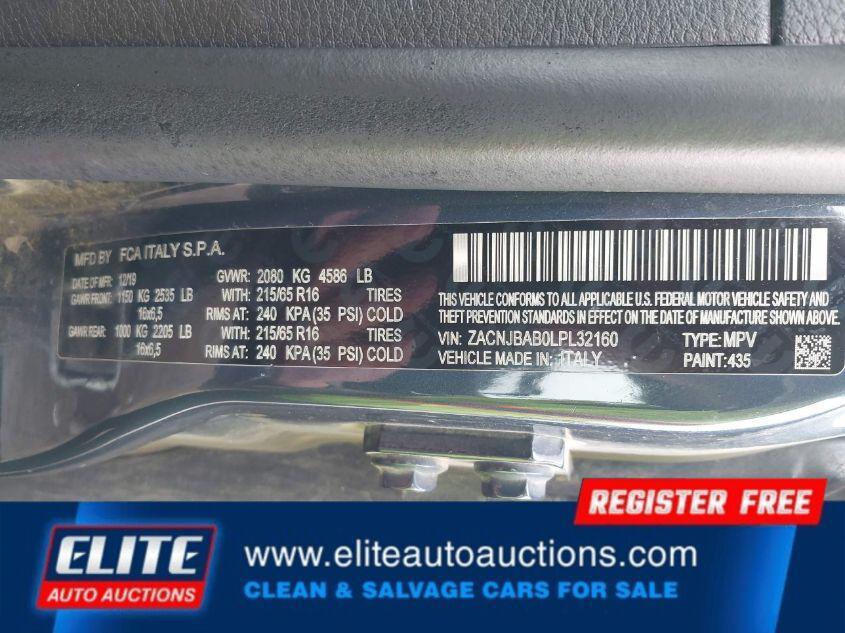 MFD BY FCA ITALY S.P.A.
DATE OF MFR: 12/19 GVWR: 2080 KG 4586 LB
GAWR FRONT: 1150 KG 2535 LB WITH: 215/65 R16 TIRES
16x6,5 RIMS AT: 240 KPA (35 PSI) COLD
GAWR REAR: 1000 KG 2205 LB WITH: 215/65 R16 TIRES
16x6,5 RIMS AT: 240 KPA (35 PSI) COLD
THIS VEHICLE CONFORMS TO ALL APPLICABLE U.S. FEDERAL MOTOR VEHICLE SAFETY AND
THEFT PREVENTION STANDARDS IN EFFECT ON THE DATE OF MANUFACTURE SHOWN ABOVE.
VIN: ZACNJBAB0LPL32160 TYPE: MPV
VEHICLE MADE IN: ITALY PAINT: 435
REGISTER FREE
ELITE
AUTO AUCTIONS
www.eliteautoauctions.com
CLEAN & SALVAGE CARS FOR SALE